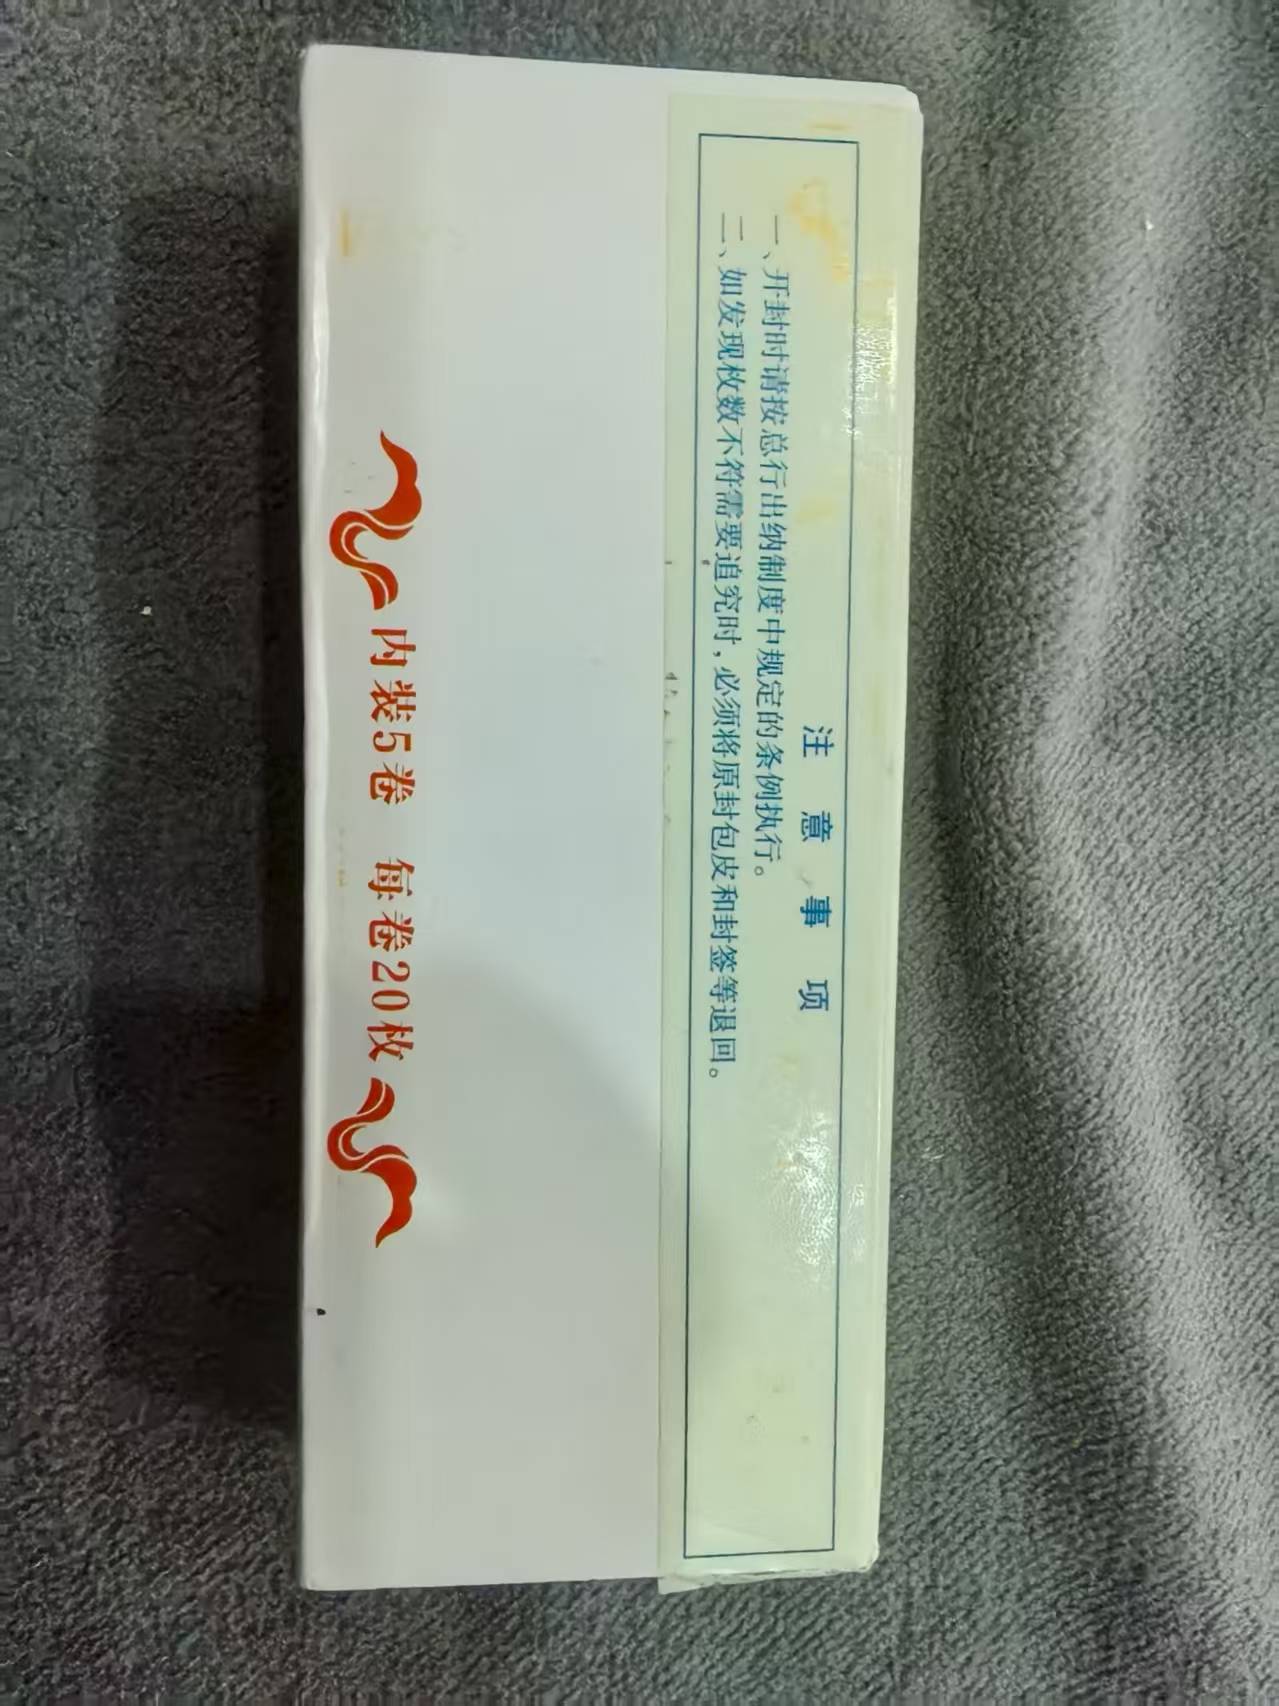 注意事项
一、开封时请按总行出纳制度中规定的条例执行。
二、如发现枚数不符需要追究时，必须将原封包皮和封签等退回。
内装5卷 每卷20枚